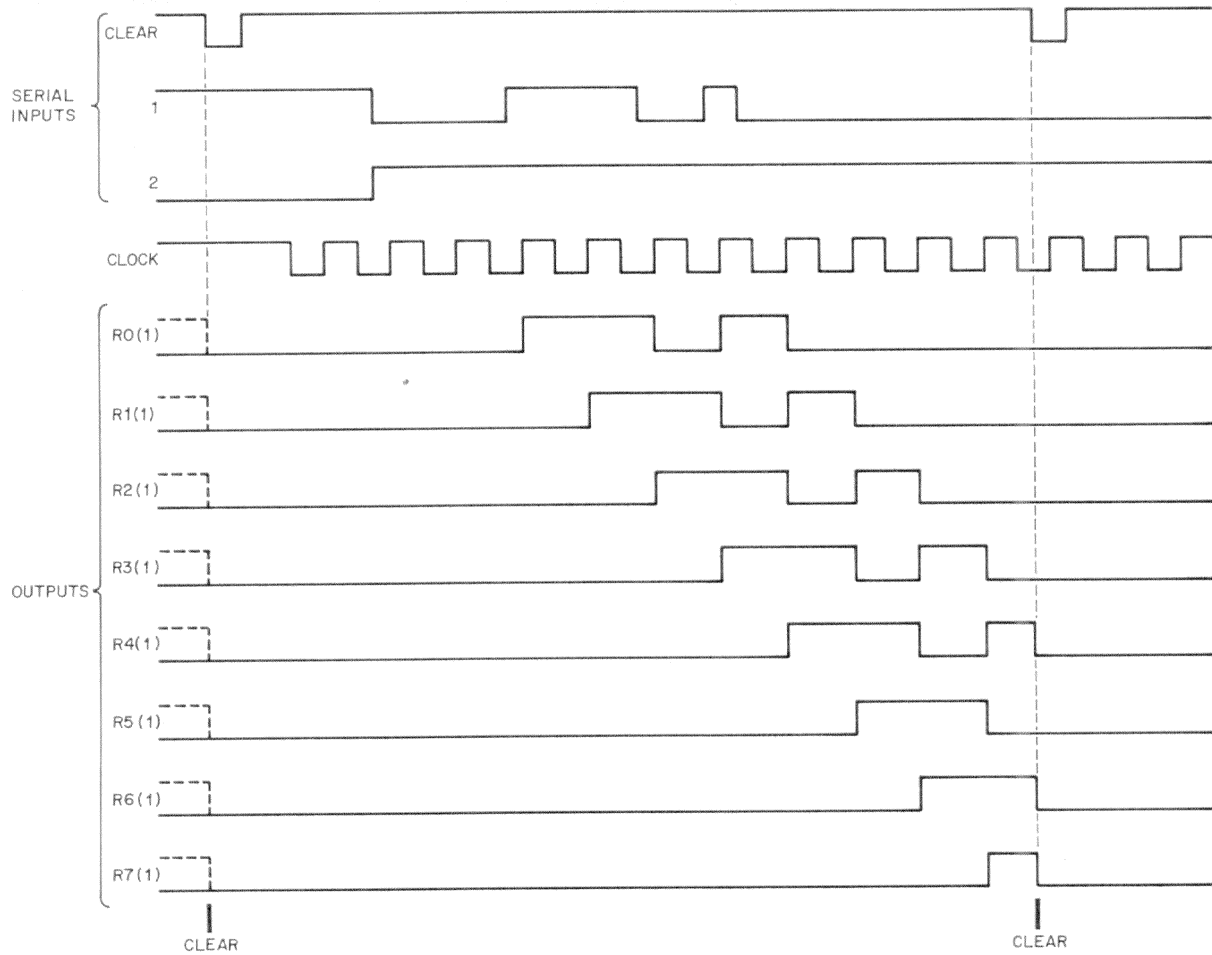 CLEAR
SERIAL
INPUTS
1
2
CLOCK
R0(1)
R1(1)
R2(1)
R3(1)
OUTPUTS
R4(1)
R5(1)
R6(1)
R7(1)
CLEAR
CLEAR